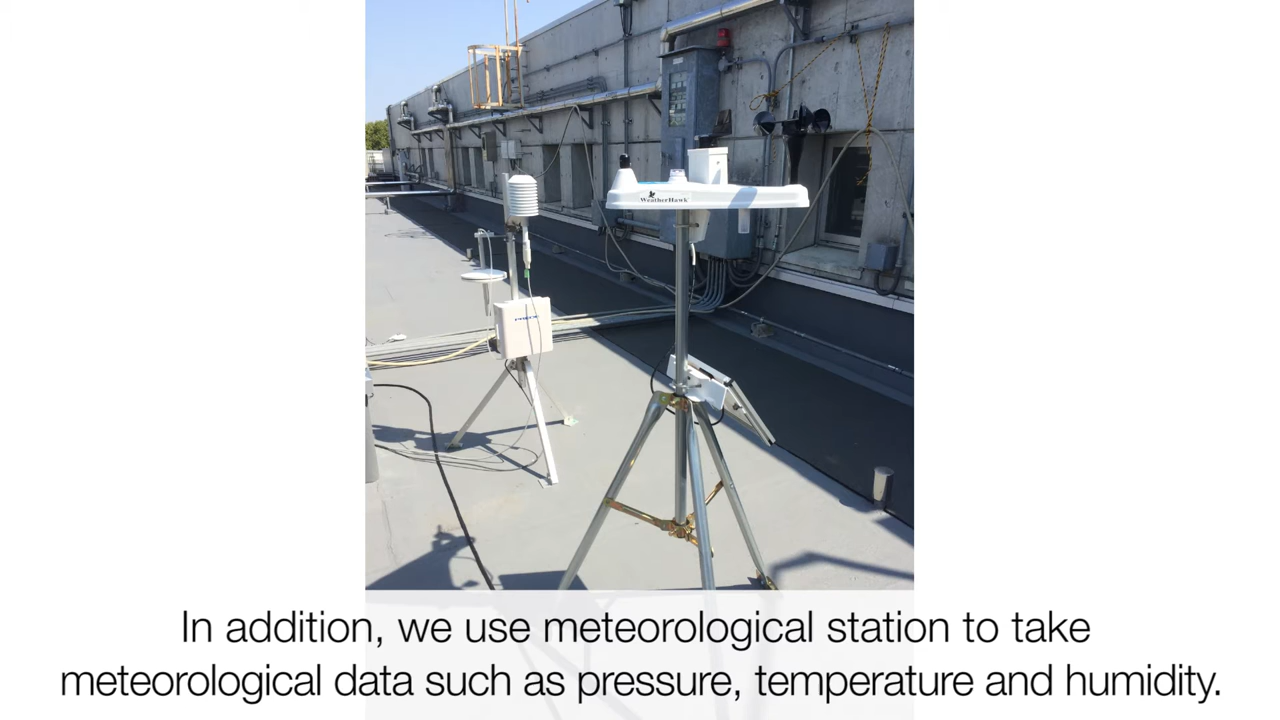 WeatherHawk
In addition, we use meteorological station to take
meteorological data such as pressure, temperature and humidity.